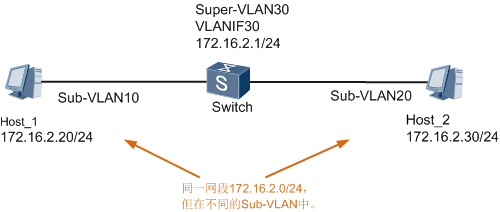 Super-VLAN30
VLANIF30
172.16.2.1/24
Sub-VLAN10
Switch
Sub-VLAN20
Host_1
172.16.2.20/24
Host_2
172.16.2.30/24
同一网段172.16.2.0/24，
但在不同的Sub-VLAN中。